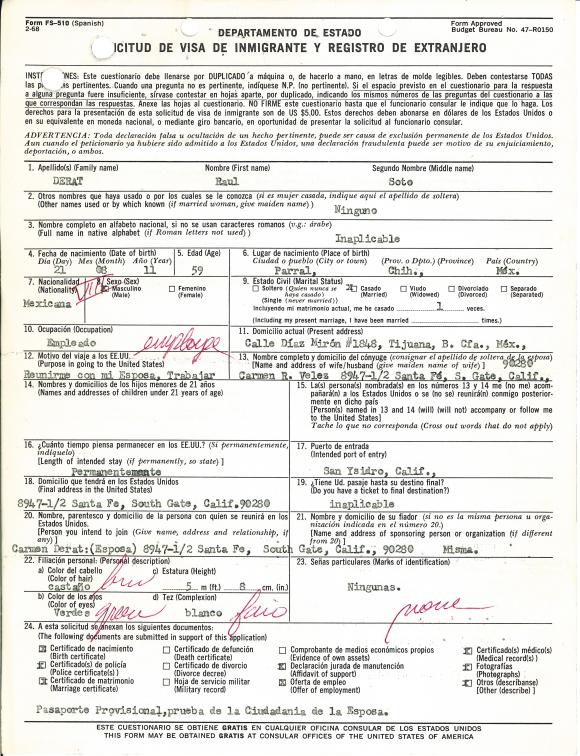 Form FS-510 (Spanish)
2-68
DEPARTAMENTO DE ESTADO
Form Approved
Budget Bureau No. 47-R0150
ICITUD DE VISA DE INMIGRANTE Y REGISTRO DE EXTRANJERO
INST IONES: Este cuestionario debe llenarse por DUPLICADO a máquina o, de hacerlo a mano, en letras de molde legibles. Deben contestarse TODAS
las p as pertinentes. Cuando una pregunta no es pertinente, indíquese N.P. (no pertinente). Si el espacio previsto en el cuestionario para la respuesta
a alguna pregunta fuere insuficiente, sírvase contestar en hojas aparte, por duplicado, indicando los mismos números de las preguntas del cuestionario a las
que correspondan las respuestas. Anexe las hojas al cuestionario. NO FIRME este cuestionario hasta que el funcionario consular le indique que lo haga. Los
derechos para la presentación de esta solicitud de visa de inmigrante son de US $5.00. Estos derechos deben abonarse en dólares de los Estados Unidos o
en su equivalente en moneda nacional, o mediante giro bancario, en oportunidad de presentar la solicitud al funcionario consular.
ADVERTENCIA: Toda declaración falsa u ocultación de un hecho pertinente, puede ser causa de exclusión permanente de los Estados Unidos.
Aun cuando el peticionario ya hubiere sido admitido a los Estados Unidos, una declaración fraudulenta puede ser motivo de su enjuiciamiento,
deportación, o ambos.
1. Apellido(s) (Family name) Nombre (First name) Segundo Nombre (Middle name)
DERAT Raul Soto
2. Otros nombres que haya usado o por los cuales se le conozca (si es mujer casada, indique aquí el apellido de soltera)
(Other names used or by which known (if married woman, give maiden name))
Ninguno
3. Nombre completo en alfabeto nacional, si no se usan caracteres romanos (v.g.: árabe)
(Full name in native alphabet (if Roman letters not used))
Inaplicable
4. Fecha de nacimiento (Date of birth) 5. Edad (Age) 6. Lugar de nacimiento (Place of birth)
Día (Day) Mes (Month) Año (Year) Ciudad o pueblo (City or town) (Prov. o Dpto.) (Province) País (Country)
21 08 11 59 Parral, Chih., Méx.
7. Nacionalidad (Nationality) 8. Sexo-(Sex) 9. Estado Civil (Marital Status)
Masculino (Male) Femenino (Female) Soltero (Quien nunca se haya casado) (Single (never married)) Casado (Married) Viudo (Widowed) Divorciado (Divorced) Separado (Separated)
Mexicana
Incluyendo mi matrimonio actual, me he casado 1 veces.
(Including my present marriage, I have been married times.
10. Ocupación (Occupation) 11. Domicilio actual (Present address)
Empleado employee Calle Díaz Mirón #1848, Tijuana, B. Cfa., Méx.,
12. Motivo del viaje a los EE.UU. 13. Nombre completo y domicilio del cónyuge (consignar el apellido de soltera de la esposa)
(Purpose in going to the United States) (Name and address of wife/husband (give maiden name of wife)) 90280
Reunirme con mi Esposa, Trabajar Carmen R. Velez 8947-1/2 Santa Fé, S. Gate, Calif.,
14. Nombres y domicilios de los hijos menores de 21 años
(Names and addresses of children under 21 years of age)
15. La(s) persona(s) nombrada(s) en los números 13 y 14 me (no me) acom-
pañará(n) a los Estados Unidos o se (no se) reunirá(n) conmigo posterior-
mente en dicho país
[Person(s) named in 13 and 14 (will) (will not) accompany or follow me
to the United States]
Tache lo que no corresponda (Cross out words that do not apply)
16. ¿Cuánto tiempo piensa permanecer en los EE.UU.? (Si permanentemente,
indíquelo)
[Length of intended stay (if permanently, so state)]
Permanentemente
17. Puerto de entrada
(Intended port of entry)
San Ysidro, Calif.,
18. Domicilio que tendrá en los Estados Unidos
(Final address in the United States)
8947-1/2 Santa Fe, South Gate, Calif. 90280
19. ¿Tiene Ud. pasaje hasta su destino final?
(Do you have a ticket to final destination?)
inaplicable
20. Nombre, parentesco y domicilio de la persona con quien se reunirá en los
Estados Unidos.
[Person you intend to join (Give name, address and relationship, if
any)]
Carmen Derat:(Esposa) 8947-1/2 Santa Fe, South Gate, Calif., 90280
21. Nombre y domicilio de su fiador (si no es la misma persona u orga-
nización indicada en el número 20.)
[Name and address of sponsoring person or organization (if different
from 20)]
Misma.
22. Filiación personal: (Personal description)
a) Color del cabello (Color of hair) c) Estatura (Height)
castaño brn 5 m (ft.) 8 cm. (in.)
b) Color de los ojos (Color of eyes) d) Tez (Complexion)
Verdes green blanco fair
23. Señas particulares (Marks of identification)
Ningunas.
none
24. A esta solicitud se anexan los siguientes documentos:
(The following documents are submitted in support of this application)
Certificado de nacimiento (Birth certificate) Certificado de defunción (Death certificate) Comprobante de medios económicos propios (Evidence of own assets) Certificado(s) médico(s) (Medical record(s))
Certificado(s) de policía (Police certificate(s)) Certificado de divorcio (Divorce decree) Declaración jurada de manutención (Affidavit of support) Fotografías (Photographs)
Certificado de matrimonio (Marriage certificate) Hoja de servicio militar (Military record) Oferta de empleo (Offer of employment) Otros (descríbanse) (Other (describe))
Pasaporte Provisional, prueba de la Ciudadania de la Esposa.
ESTE CUESTIONARIO SE OBTIENE GRATIS EN CUALQUIER OFICINA CONSULAR DE LOS ESTADOS UNIDOS
THIS FORM MAY BE OBTAINED GRATIS AT CONSULAR OFFICES OF THE UNITED STATES OF AMERICA